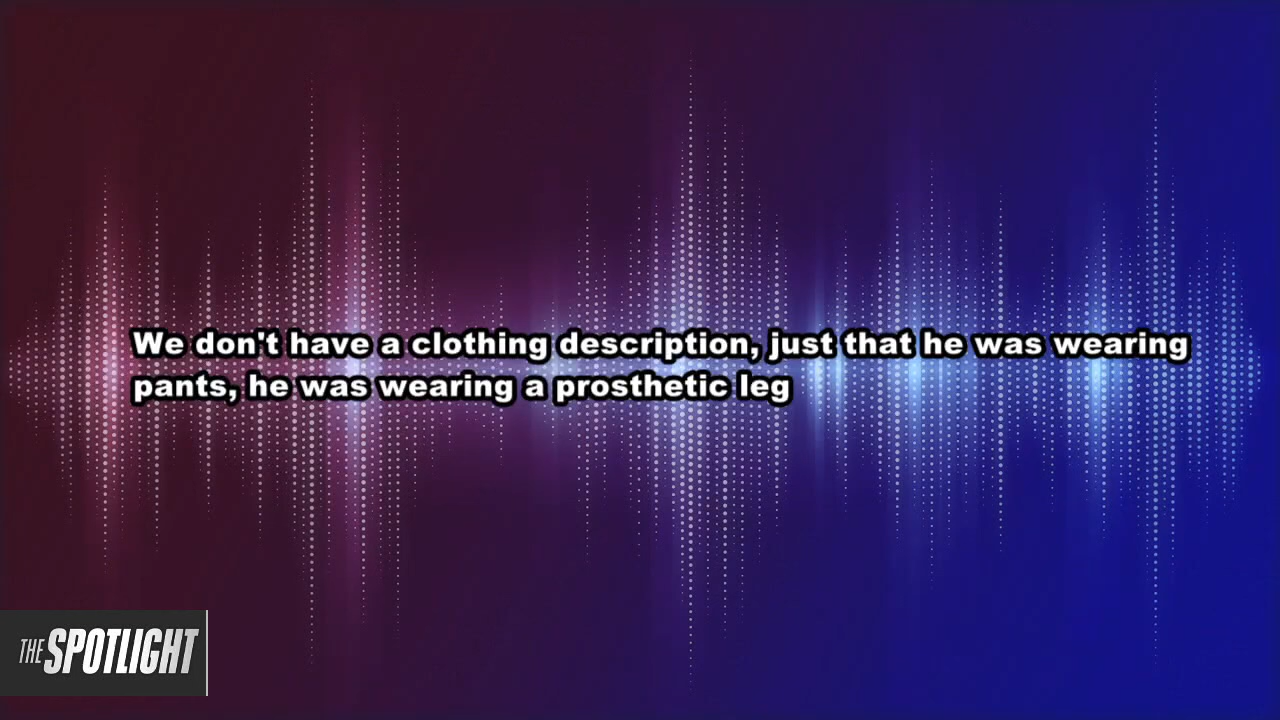 We don't have a clothing description, just that he was wearing
pants, he was wearing a prosthetic leg
THE SPOTLIGHT